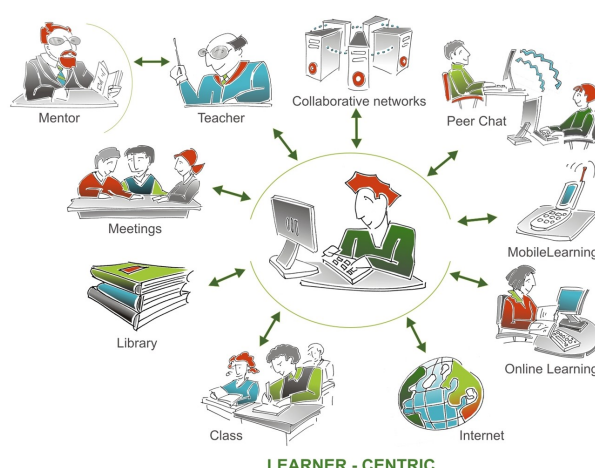 Collaborative networks
Mentor
Teacher
Peer Chat
Meetings
MobileLearning
Library
Online Learning
Class
Internet
LEARNER - CENTRIC